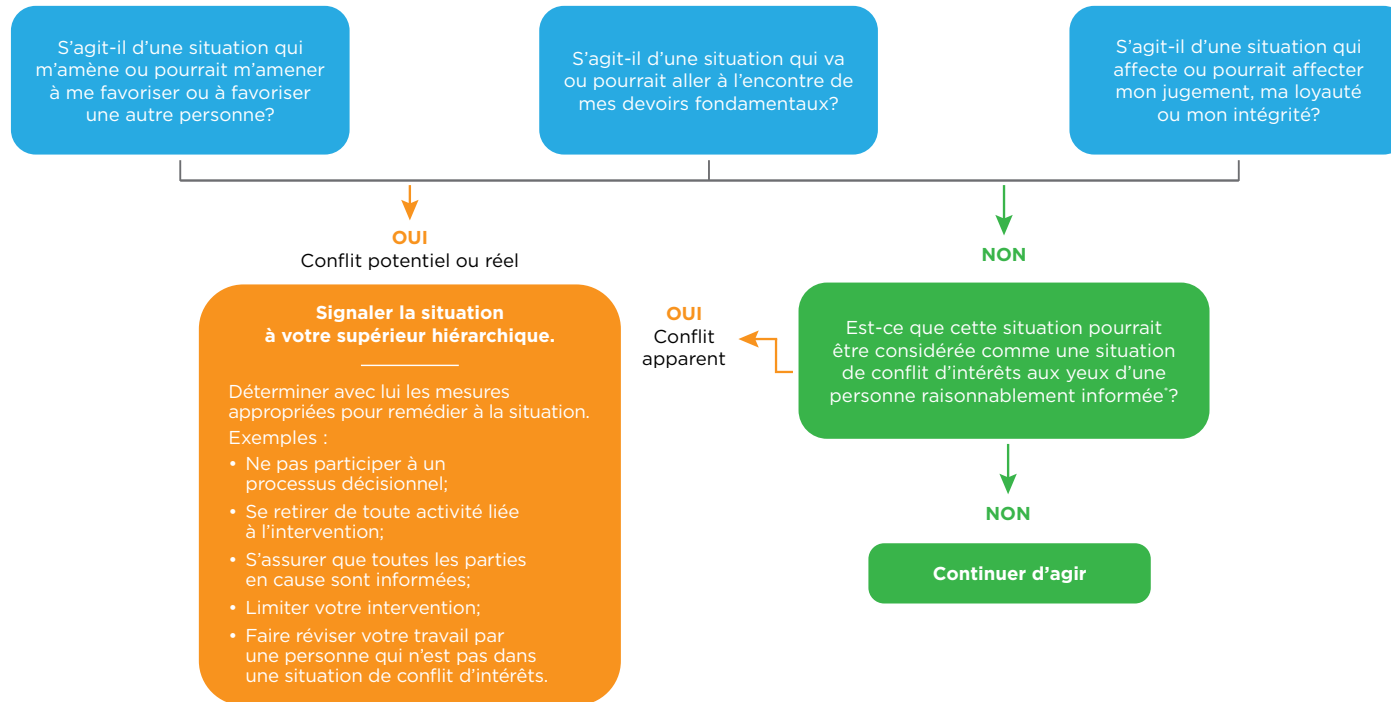 S'agit-il d'une situation qui
m'amène ou pourrait m'amener
à me favoriser ou à favoriser
une autre personne?
S'agit-il d'une situation qui va
ou pourrait aller à l'encontre de
mes devoirs fondamentaux?
S'agit-il d'une situation qui
affecte ou pourrait affecter
mon jugement, ma loyauté
ou mon intégrité?
OUI
Conflit potentiel ou réel
Signaler la situation
à votre supérieur hiérarchique.
Déterminer avec lui les mesures
appropriées pour remédier à la situation.
Exemples :
• Ne pas participer à un
processus décisionnel;
• Se retirer de toute activité liée
à l'intervention;
• S'assurer que toutes les parties
en cause sont informées;
• Limiter votre intervention;
• Faire réviser votre travail par
une personne qui n'est pas dans
une situation de conflit d'intérêts.
NON
OUI
Conflit
apparent
Est-ce que cette situation pourrait
être considérée comme une situation
de conflit d'intérêts aux yeux d'une
personne raisonnablement informée*?
NON
Continuer d'agir